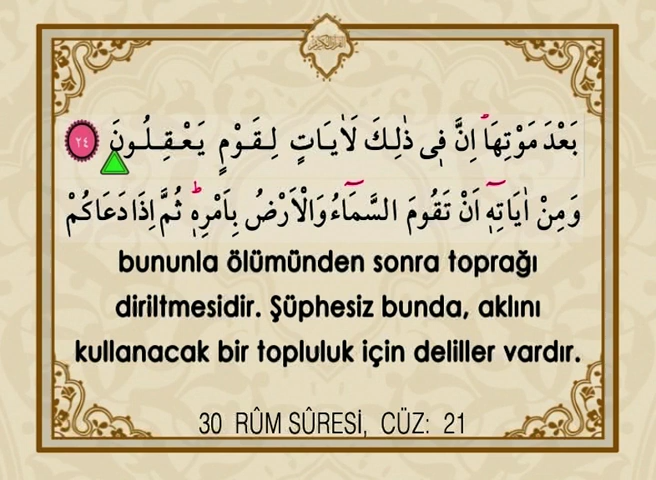 بَعْدَ مَوْتِهَاۜ اِنَّ ف۪ي ذٰلِكَ لَاٰيَاتٍ لِقَوْمٍ يَعْقِلُونَ ٢٤
وَمِنْ اٰيَاتِه۪ٓ اَنْ تَقُومَ السَّمَٓاءُ وَالْاَرْضُ بِاَمْرِه۪ۜ ثُمَّ اِذَا دَعَاكُمْ
bununla ölümünden sonra toprağı
diriltmesidir. Şüphesiz bunda, aklını
kullanacak bir topluluk için deliller vardır.
30 RÛM SÛRESİ, CÜZ: 21